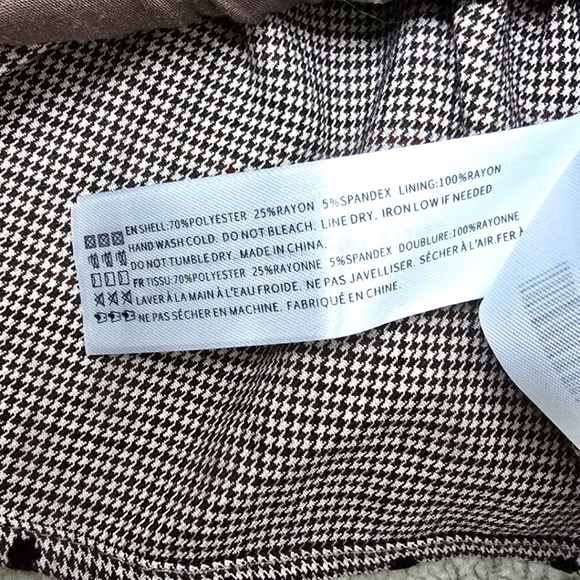 EN SHELL:70%POLYESTER 25%RAYON 5%SPANDEX LINING:100%RAYON
HAND WASH COLD. DO NOT BLEACH. LINE DRY. IRON LOW IF NEEDED
DO NOT TUMBLE DRY. MADE IN CHINA.
FR TISSU:70%POLYESTER 25%RAYONNE 5%SPANDEX DOUBLURE:100%RAYONNE
LAVER À LA MAIN À L'EAU FROIDE. NE PAS JAVELLISER. SÉCHER À L'AIR.FER À
NE PAS SÉCHER EN MACHINE. FABRIQUÉ EN CHINE.